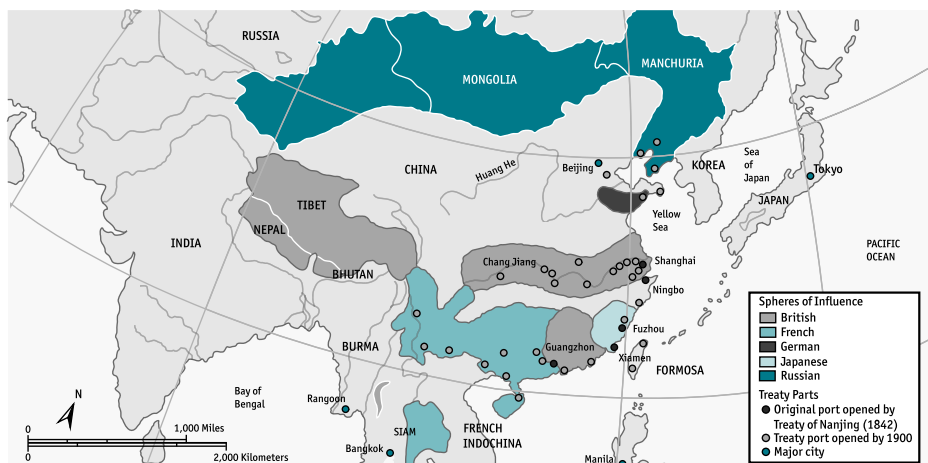 RUSSIA
MONGOLIA
MANCHURIA
CHINA
Huang He
Beijing
KOREA
Sea
of
Japan
Tokyo
JAPAN
Yellow
Sea
TIBET
NEPAL
BHUTAN
INDIA
Chang Jiang
Shanghai
Ningbo
PACIFIC
OCEAN
BURMA
Guangzhon
Fuzhou
Xiamen
FORMOSA
Bay of
Bengal
Rangoon
SIAM
FRENCH
INDOCHINA
Bangkok
Manila
N
0
1,000 Miles
0
2,000 Kilometers
Spheres of Influence
British
French
German
Japanese
Russian
Treaty Parts
Original port opened by
Treaty of Nanjing (1842)
Treaty port opened by 1900
Major city